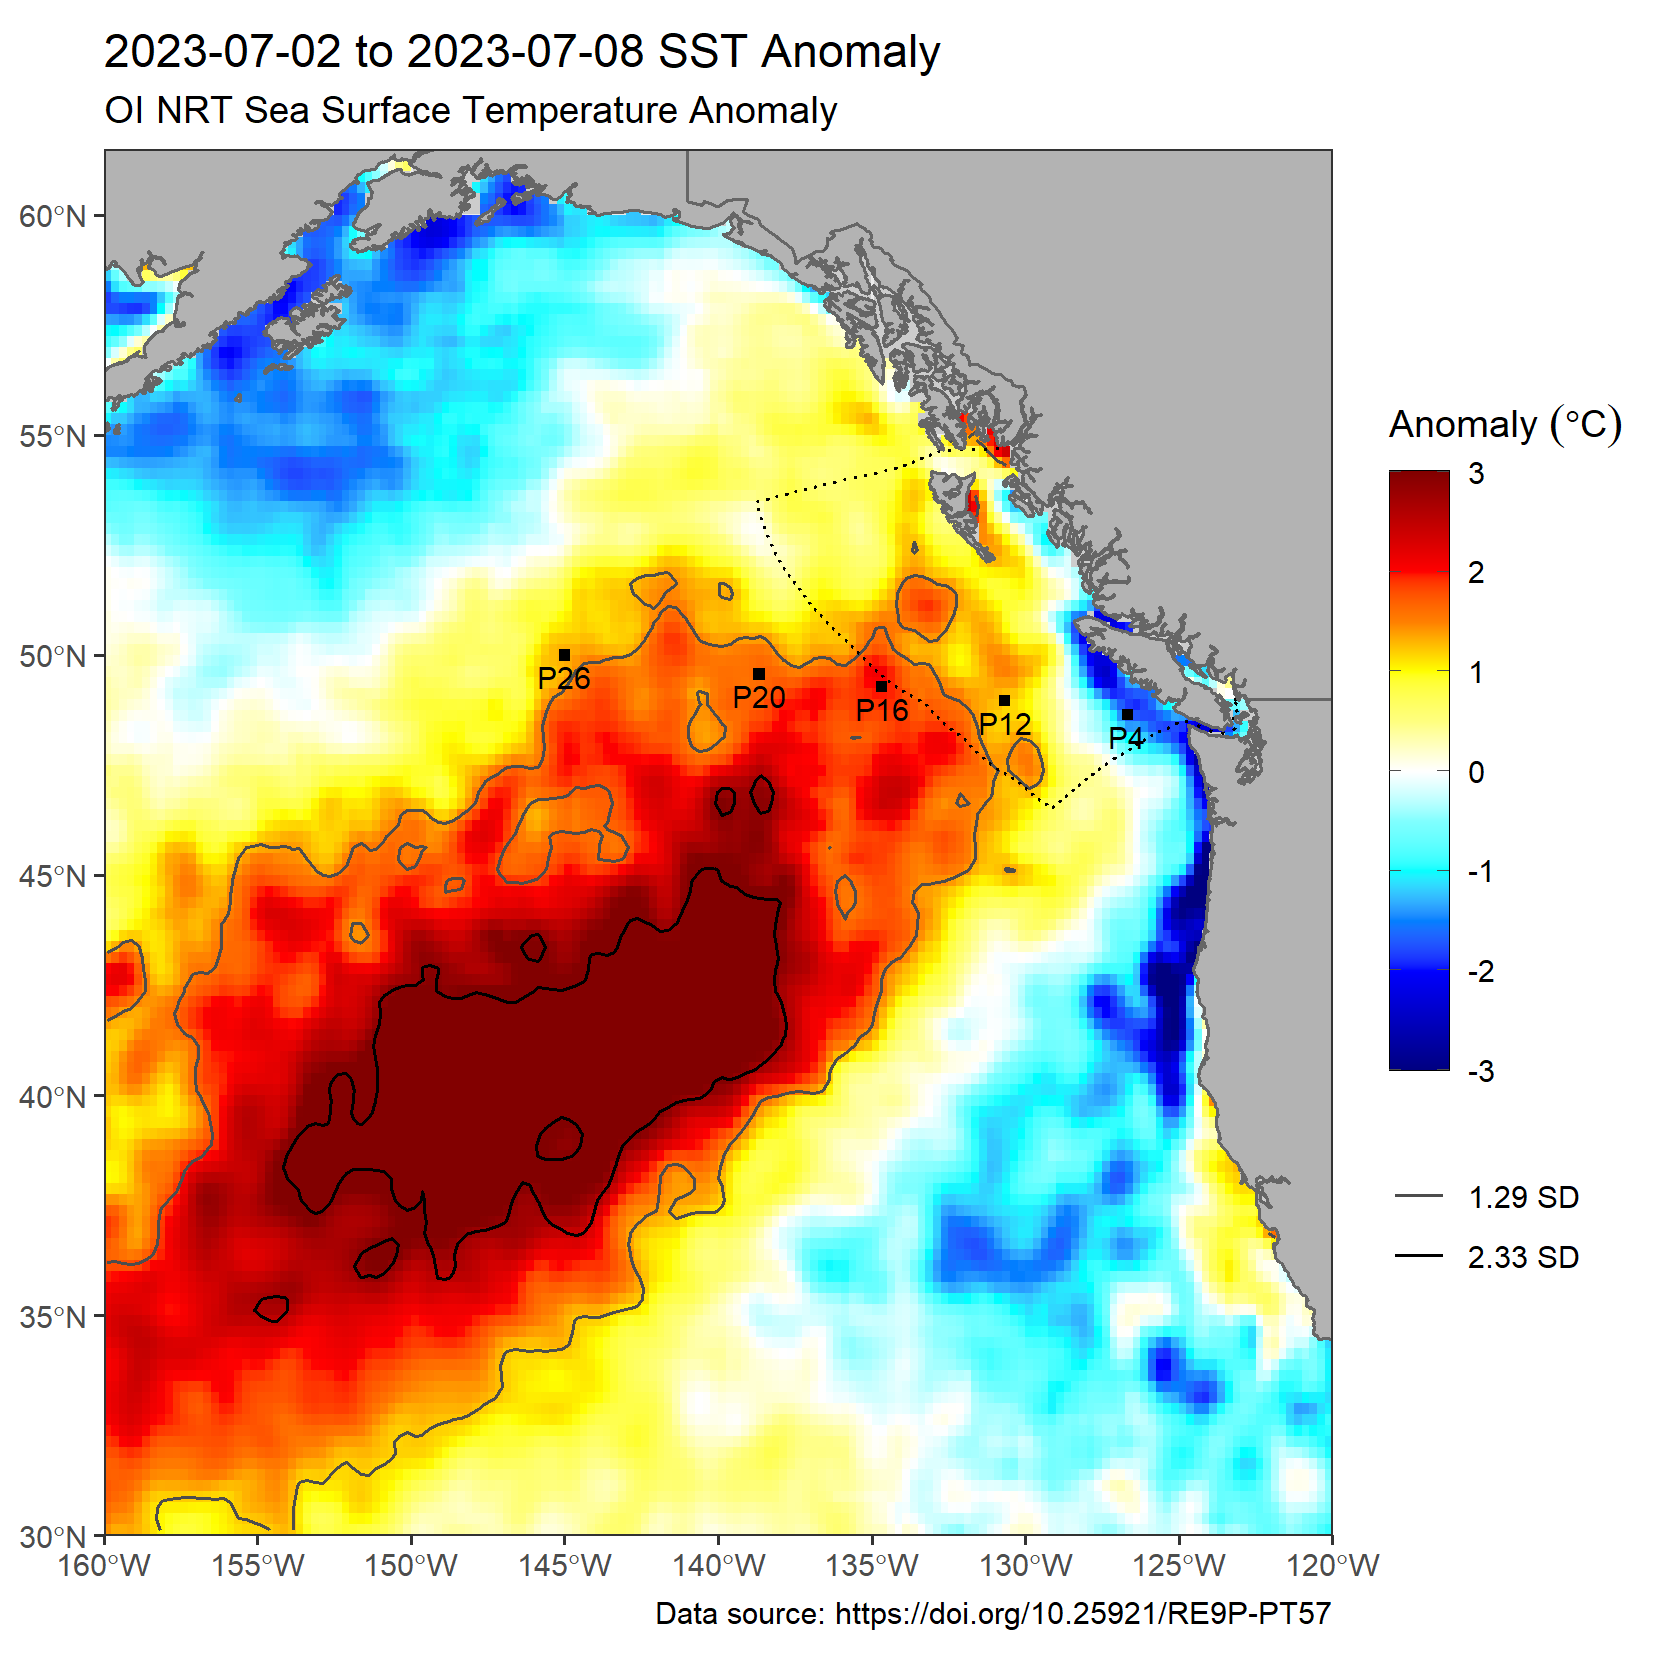 2023-07-02 to 2023-07-08 SST Anomaly
OI NRT Sea Surface Temperature Anomaly
60°N
55°N
50°N
45°N
40°N
35°N
30°N
160°W 155°W 150°W 145°W 140°W 135°W 130°W 125°W 120°W
P26
P20
P16
P12
P4
Anomaly (°C)
3
2
1
0
-1
-2
-3
1.29 SD
2.33 SD
Data source: https://doi.org/10.25921/RE9P-PT57